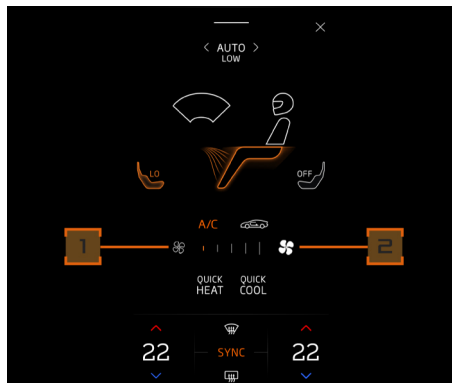 AUTO
LOW
LO
OFF
A/C
1
2
QUICK HEAT
QUICK COOL
22
SYNC
22